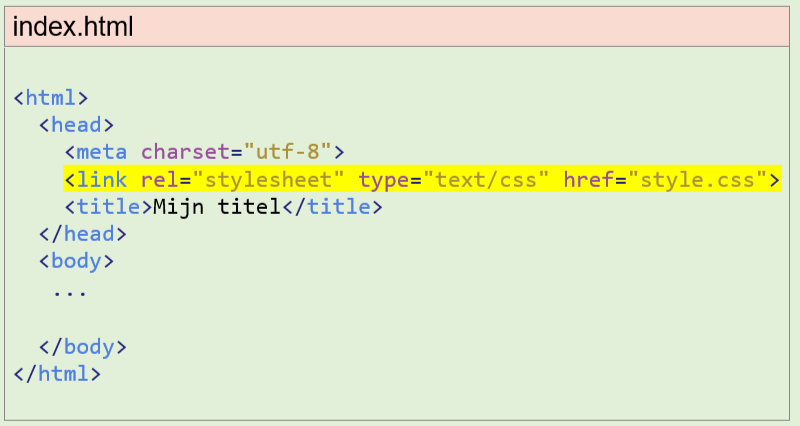 index.html
<html>
<head>
<meta charset="utf-8">
<link rel="stylesheet" type="text/css" href="style.css">
<title>Mijn titel</title>
</head>
<body>
...
</body>
</html>